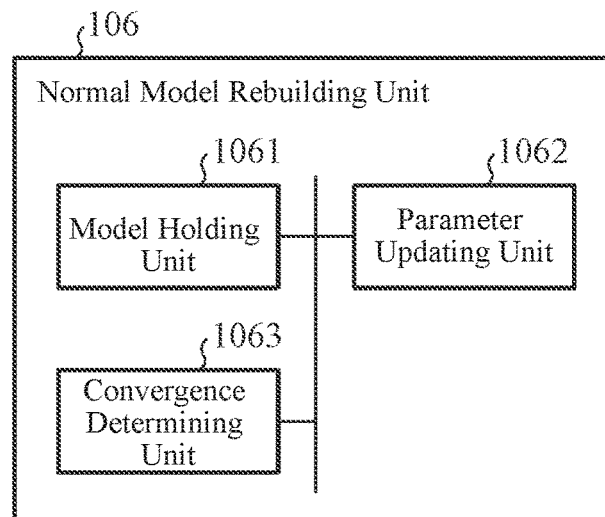 106
Normal Model Rebuilding Unit
1061
Model Holding
Unit
1062
Parameter
Updating Unit
1063
Convergence
Determining
Unit